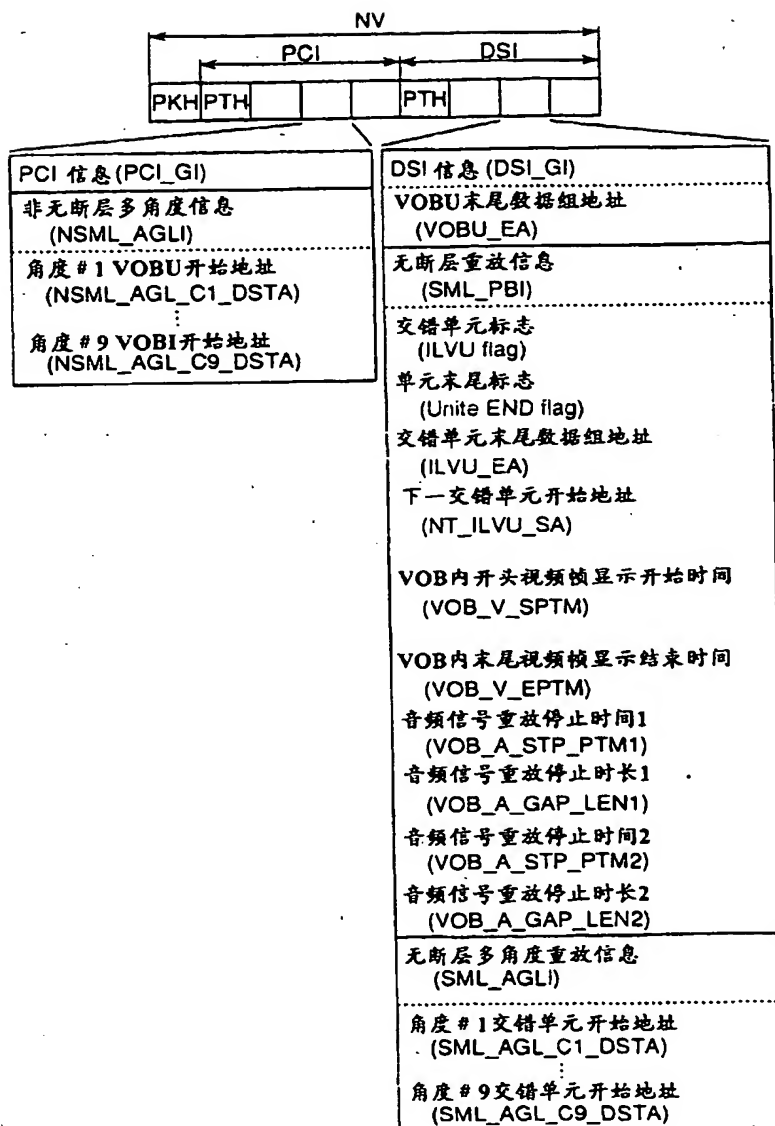 NV
PCI DSI
PKH PTH PTH
PCI 信息(PCI_GI)
非无断层多角度信息
(NSML_AGLI)
角度#1 VOBU开始地址
(NSML_AGL_C1_DSTA)
⋮
角度#9 VOBI开始地址
(NSML_AGL_C9_DSTA)
DSI 信息(DSI_GI)
VOBU末尾数据组地址
(VOBU_EA)
无断层重放信息
(SML_PBI)
交错单元标志
(ILVU flag)
单元末尾标志
(Unite END flag)
交错单元末尾数据组地址
(ILVU_EA)
下一交错单元开始地址
(NT_ILVU_SA)
VOB内开头视频帧显示开始时间
(VOB_V_SPTM)
VOB内末尾视频帧显示结束时间
(VOB_V_EPTM)
音频信号重放停止时间1
(VOB_A_STP_PTM1)
音频信号重放停止时长1
(VOB_A_GAP_LEN1)
音频信号重放停止时间2
(VOB_A_STP_PTM2)
音频信号重放停止时长2
(VOB_A_GAP_LEN2)
无断层多角度重放信息
(SML_AGLI)
角度#1交错单元开始地址
(SML_AGL_C1_DSTA)
⋮
角度#9交错单元开始地址
(SML_AGL_C9_DSTA)